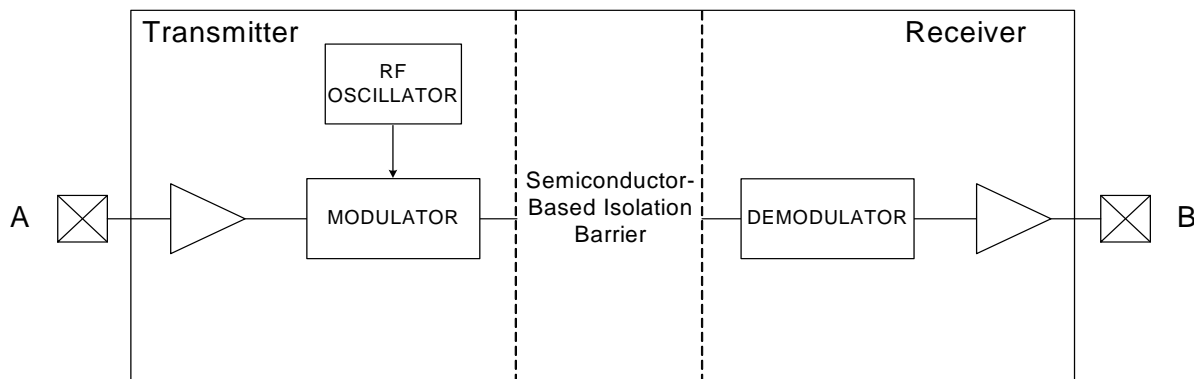 Transmitter
Receiver
RF
OSCILLATOR
A
MODULATOR
Semiconductor-
Based Isolation
Barrier
DEMODULATOR
B